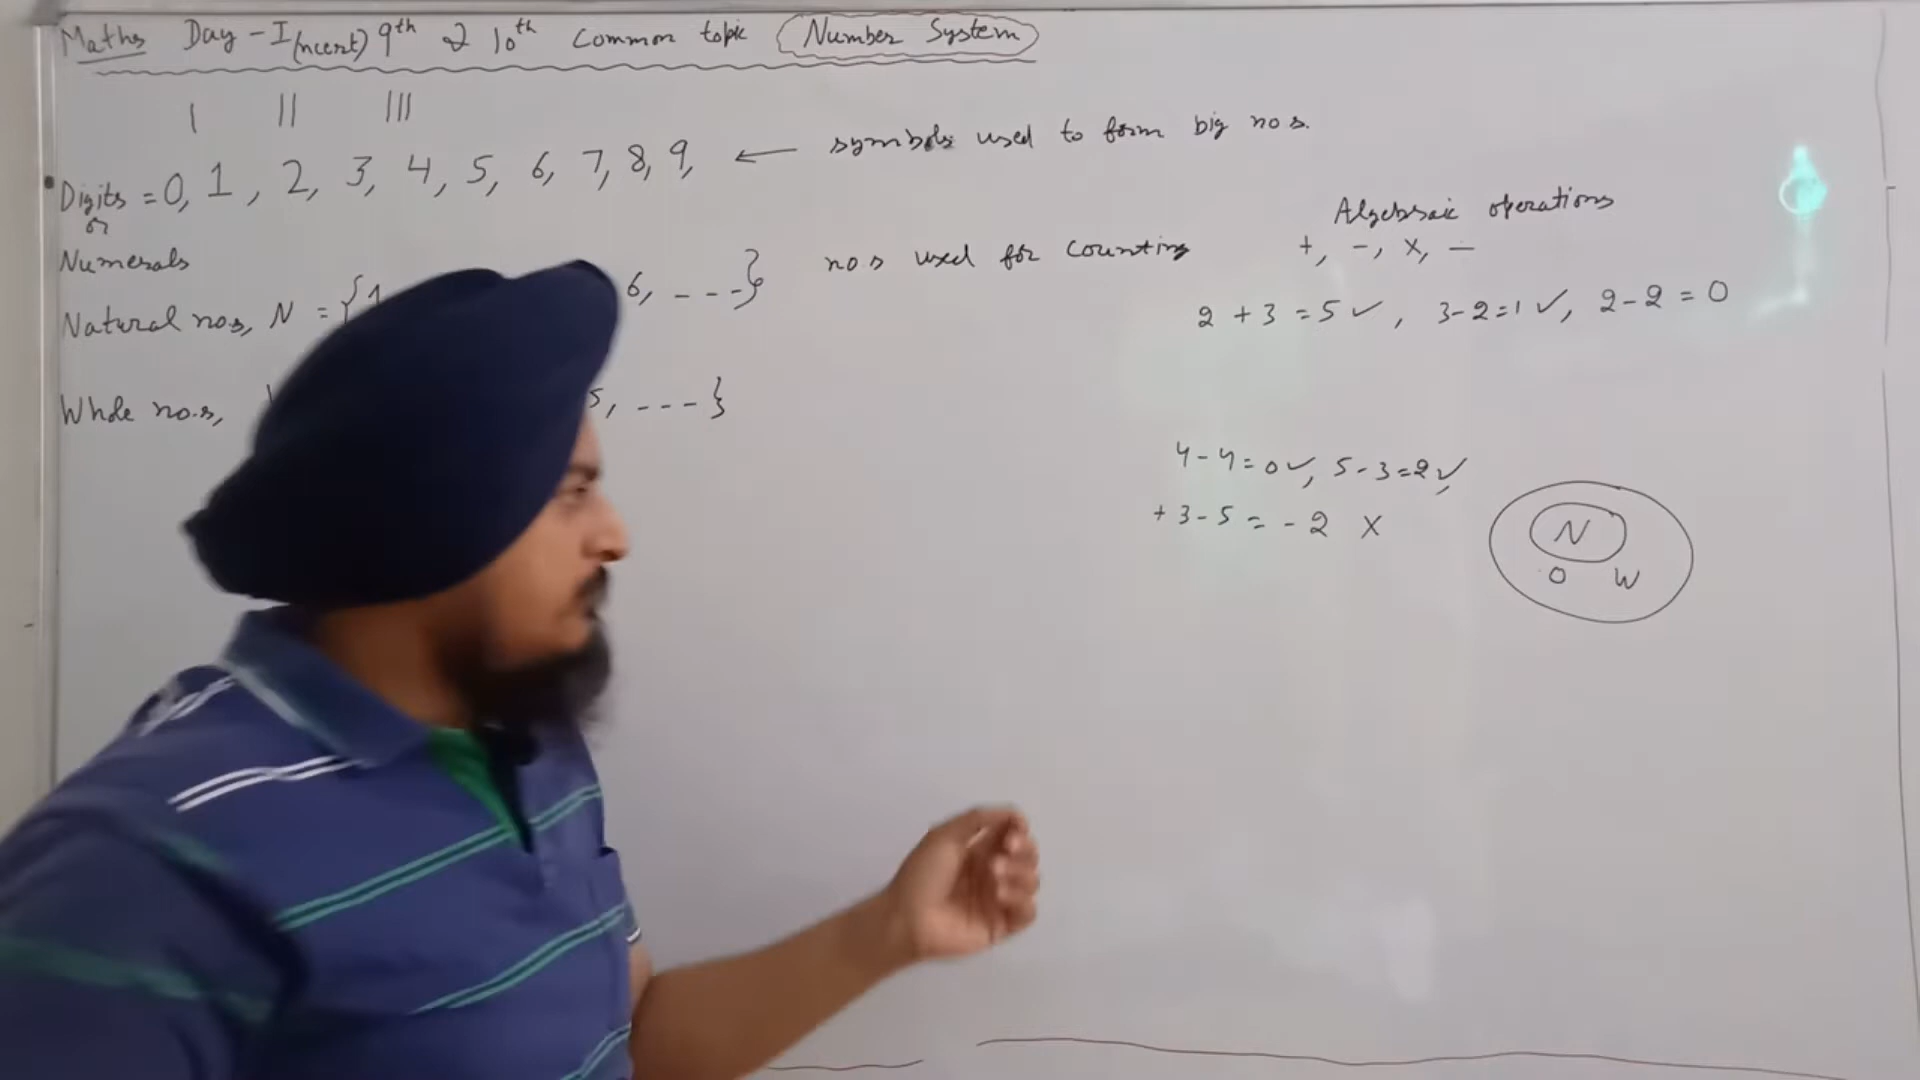 Maths Day - I (ncert) 9th & 10th Common topic Number System
| || |||
Digits = 0, 1, 2, 3, 4, 5, 6, 7, 8, 9, ← symbols used to form big nos.
or
Numerals
Natural nos, N = {1 6, ---} nos used for counting
Whole nos, 5, ---}
Algebraic operations
+, -, x, -
2 + 3 = 5 ✓, 3-2=1 ✓, 2-2 = 0
4-4=0 ✓, 5-3=2 ✓,
+3-5 = -2 X
N
0 W